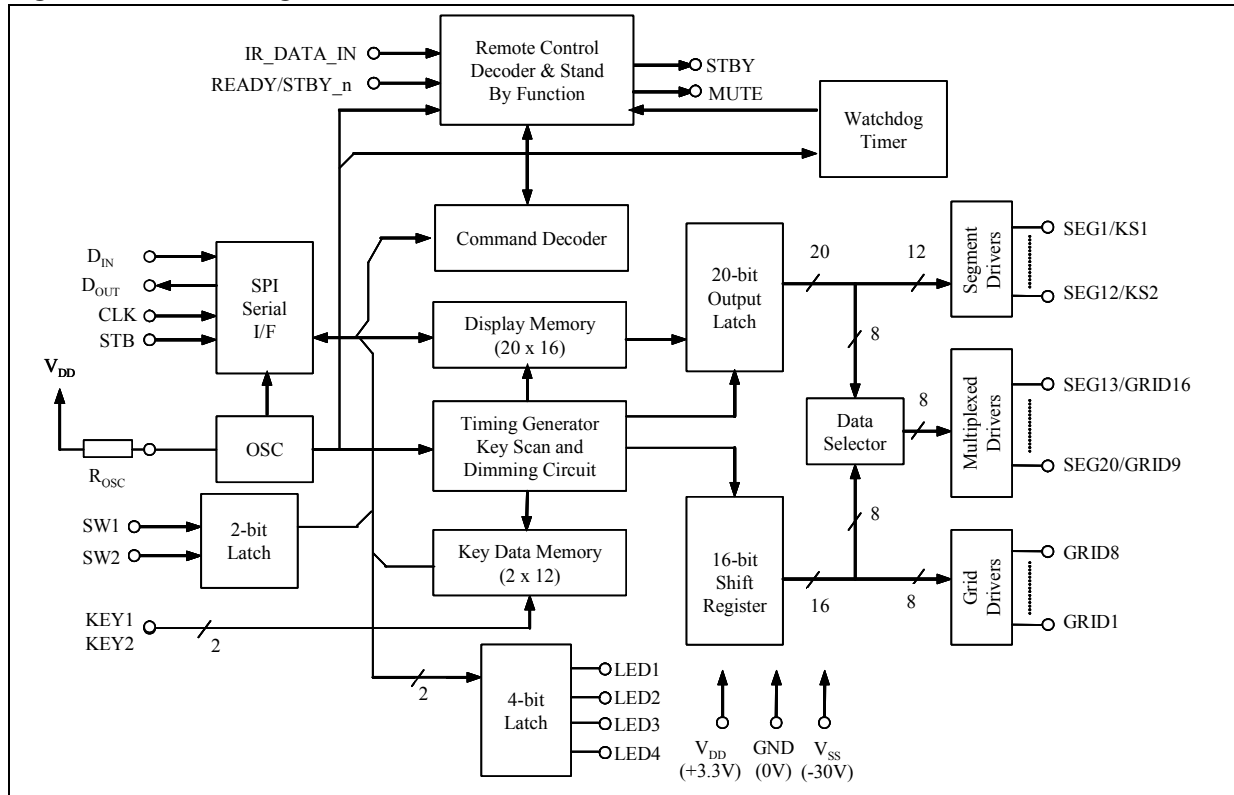 IR_DATA_IN
READY/STBY_n
Remote Control
Decoder & Stand
By Function
STBY
MUTE
Watchdog
Timer
Command Decoder
D_IN
D_OUT
CLK
STB
SPI
Serial
I/F
Display Memory
(20 x 16)
20-bit
Output
Latch
20
12
8
Segment
Drivers
SEG1/KS1
SEG12/KS2
V_DD
R_OSC
OSC
Timing Generator
Key Scan and
Dimming Circuit
Data
Selector
8
Multiplexed
Drivers
SEG13/GRID16
SEG20/GRID9
SW1
SW2
2-bit
Latch
Key Data Memory
(2 x 12)
16-bit
Shift
Register
8
16
8
Grid
Drivers
GRID8
GRID1
KEY1
KEY2
2
2
4-bit
Latch
LED1
LED2
LED3
LED4
V_DD
(+3.3V)
GND
(0V)
V_SS
(-30V)